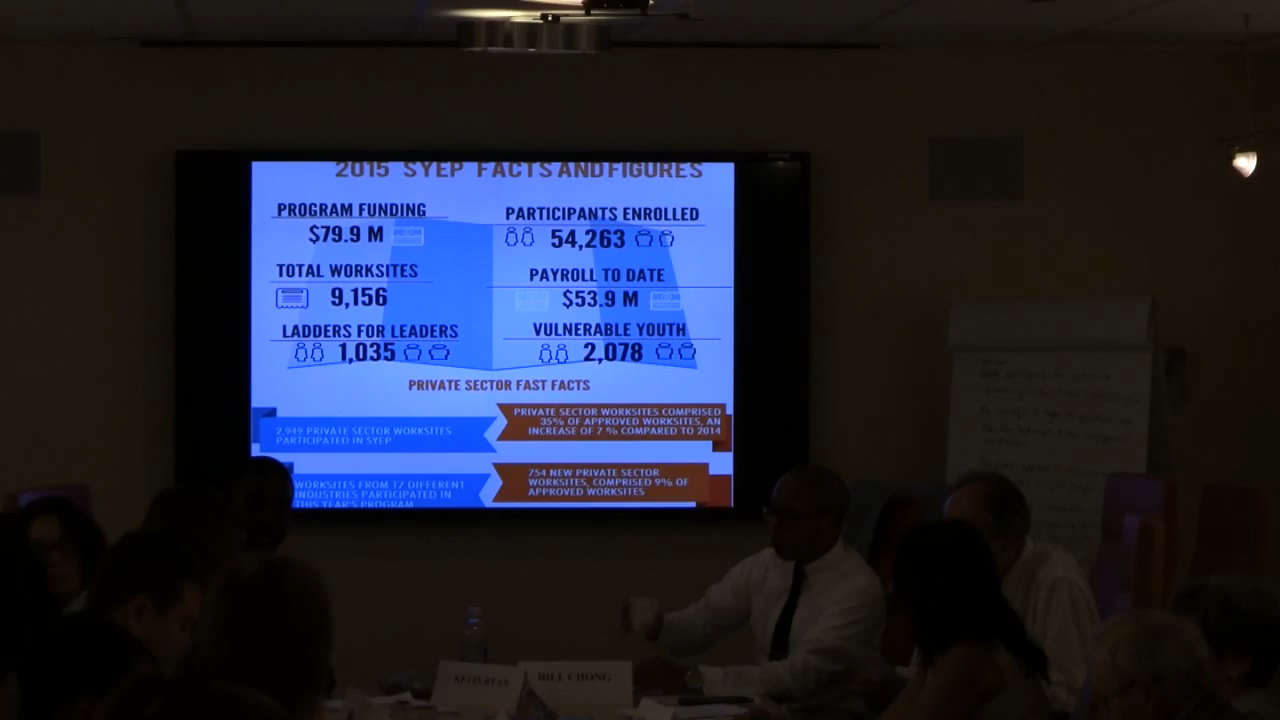 2015 SYEP FACTS AND FIGURES
PROGRAM FUNDING
$79.9 M
PARTICIPANTS ENROLLED
54,263
TOTAL WORKSITES
9,156
PAYROLL TO DATE
$53.9 M
LADDERS FOR LEADERS
1,035
VULNERABLE YOUTH
2,078
PRIVATE SECTOR FAST FACTS
2,949 PRIVATE SECTOR WORKSITES
PARTICIPATED IN SYEP
PRIVATE SECTOR WORKSITES COMPRISED
35% OF APPROVED WORKSITES, AN
INCREASE OF 7 % COMPARED TO 2014
WORKSITES FROM 17 DIFFERENT
INDUSTRIES PARTICIPATED IN
THIS YEAR'S PROGRAM
754 NEW PRIVATE SECTOR
WORKSITES, COMPRISED 9% OF
APPROVED WORKSITES
BILL CHONG